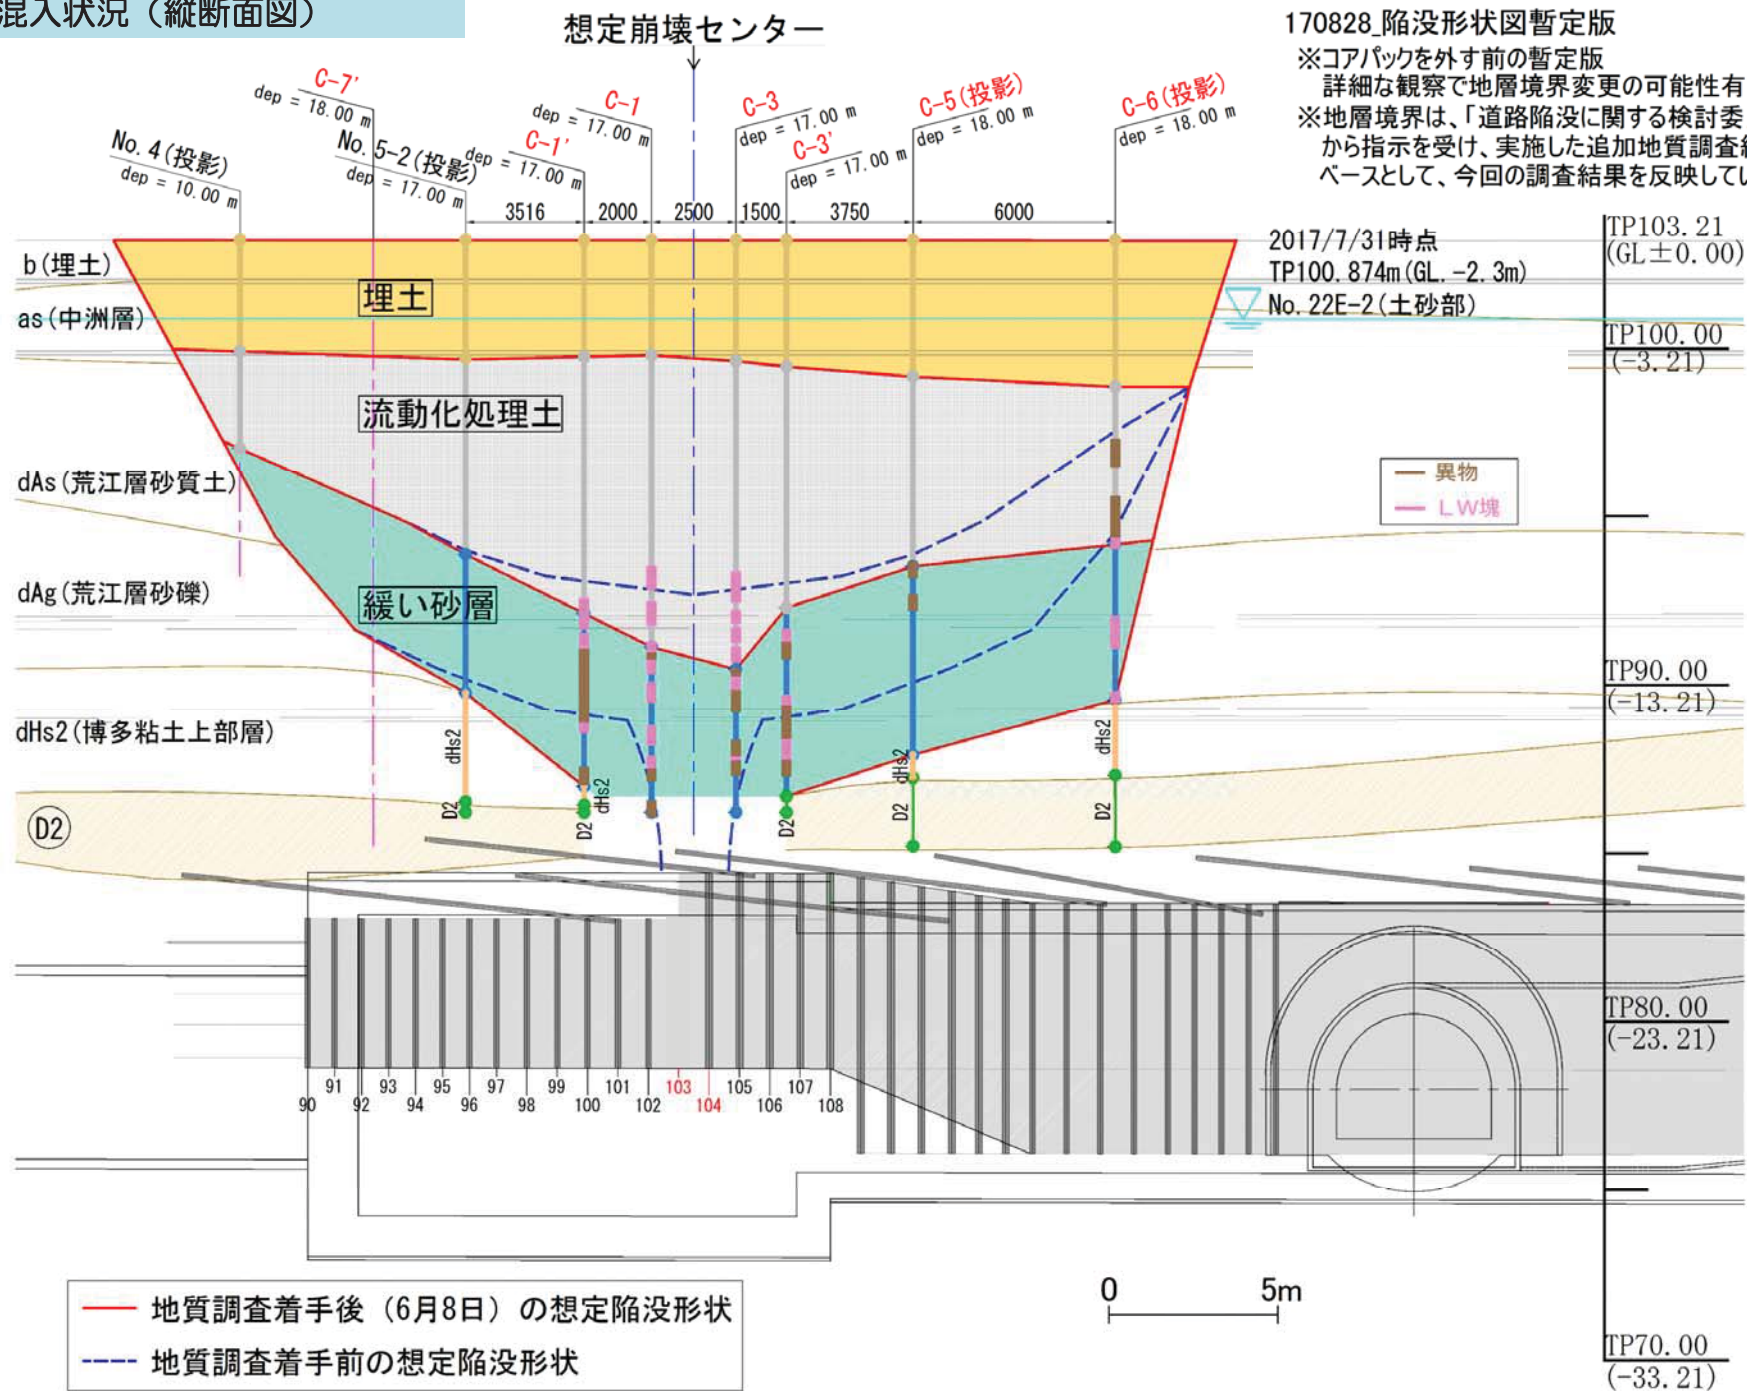 混入状況（縦断面図）
想定崩壊センター
170828_陥没形状図暫定版
※コアパックを外す前の暫定版
詳細な観察で地層境界変更の可能性有
※地層境界は、「道路陥没に関する検討委
から指示を受け、実施した追加地質調査
ベースとして、今回の調査結果を反映してい
C-7'
dep = 18.00 m
C-1
dep = 17.00 m
C-3
dep = 17.00 m
C-5(投影)
dep = 18.00 m
C-6(投影)
dep = 18.00 m
No. 4(投影)
dep = 10.00 m
No. 5-2(投影)
dep = 17.00 m
C-1'
dep = 17.00 m
C-3'
dep = 17.00 m
3516 2000 2500 1500 3750 6000
TP103.21
(GL±0.00)
2017/7/31時点
TP100.874m(GL.-2.3m)
No.22E-2(土砂部)
b(埋土)
埋土
as(中洲層)
TP100.00
(-3.21)
流動化処理土
dAs(荒江層砂質土)
異物
LW塊
dAg(荒江層砂礫)
緩い砂層
TP90.00
(-13.21)
dHs2(博多粘土上部層)
dHs2
dHs2
dHs2
dHs2
D2
D2
D2
D2
D2
D2
TP80.00
(-23.21)
91 93 95 97 99 101 103 105 107
90 92 94 96 98 100 102 104 106 108
地質調査着手後（6月8日）の想定陥没形状
地質調査着手前の想定陥没形状
0 5m
TP70.00
(-33.21)